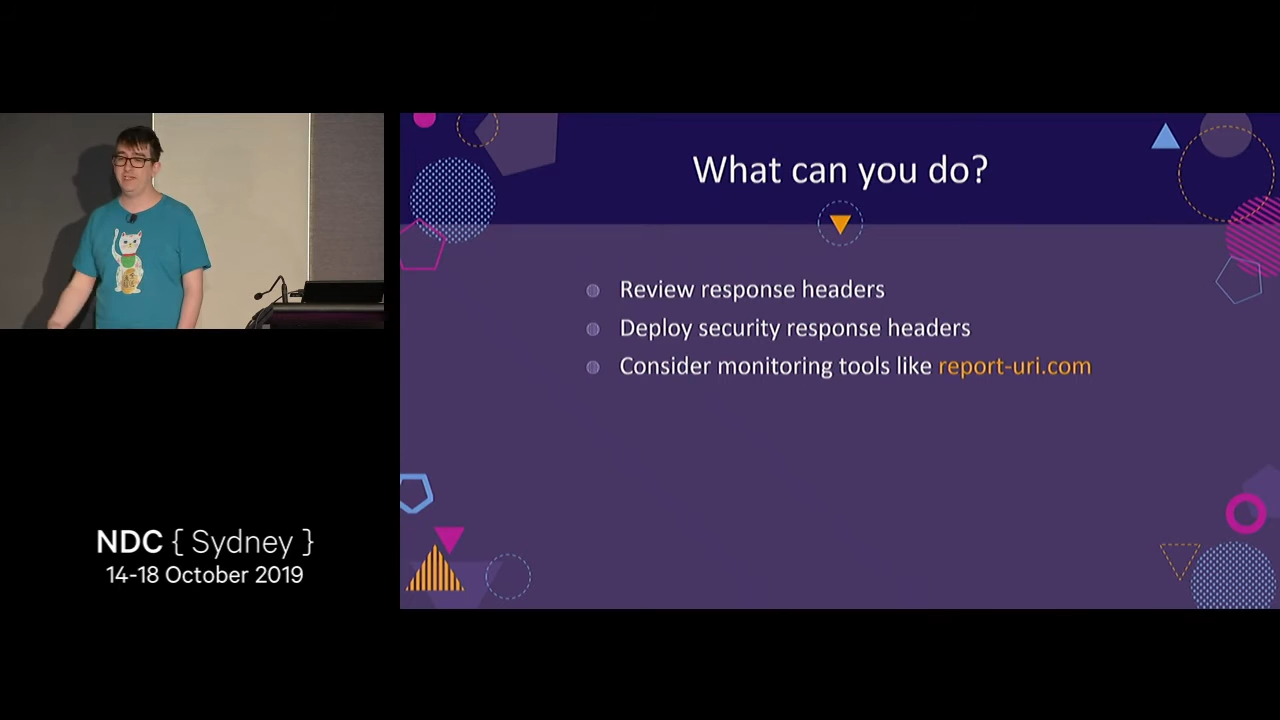 What can you do?
Review response headers
Deploy security response headers
Consider monitoring tools like report-uri.com
NDC { Sydney }
14-18 October 2019